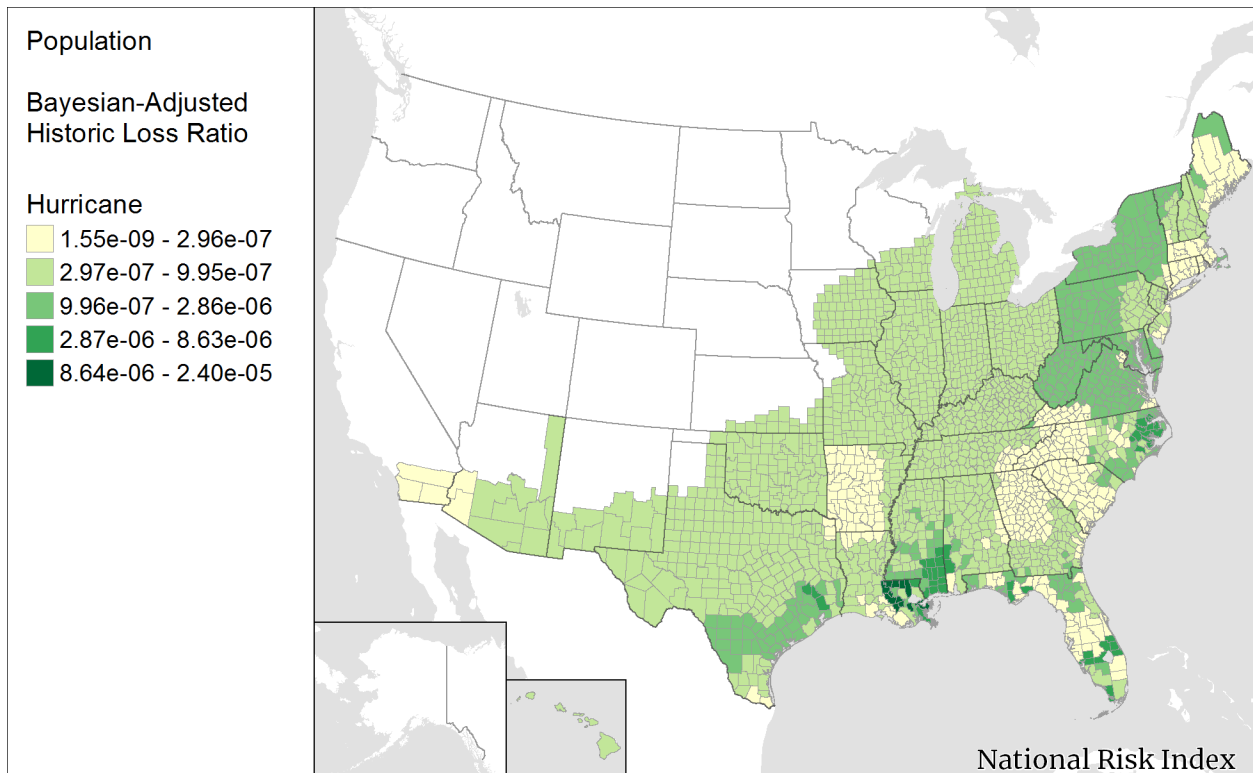 Population
Bayesian-Adjusted
Historic Loss Ratio
Hurricane
1.55e-09 - 2.96e-07
2.97e-07 - 9.95e-07
9.96e-07 - 2.86e-06
2.87e-06 - 8.63e-06
8.64e-06 - 2.40e-05
National Risk Index